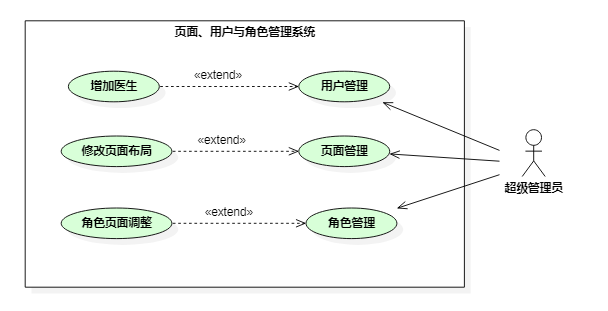 页面、用户与角色管理系统
增加医生
«extend»
用户管理
修改页面布局
«extend»
页面管理
超级管理员
角色页面调整
«extend»
角色管理